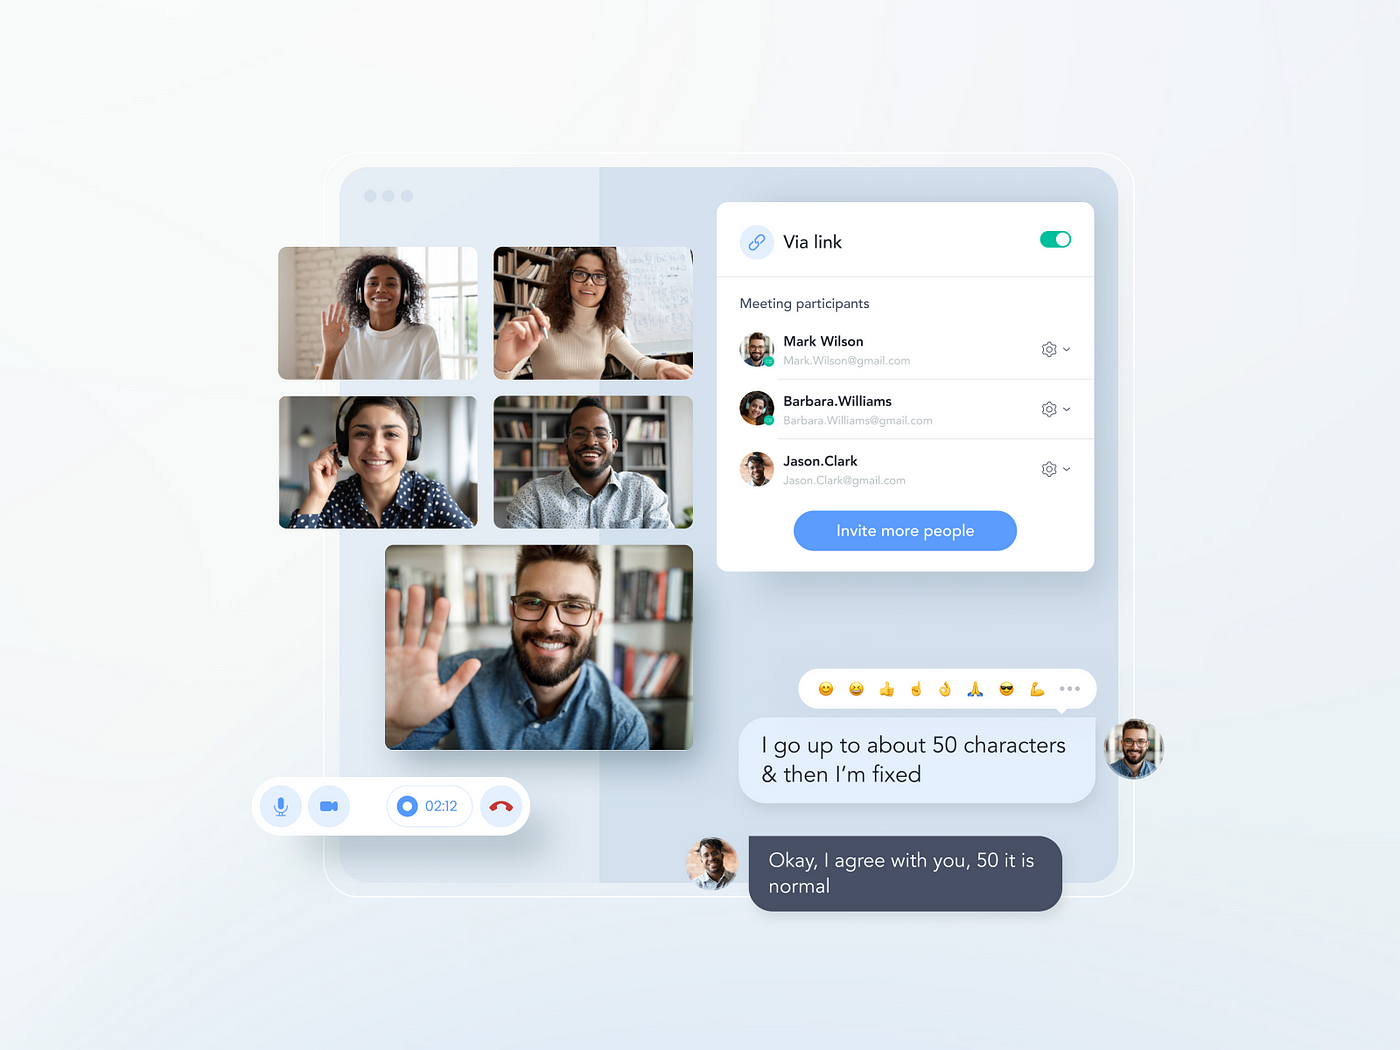 Via link
Meeting participants
Mark Wilson
Mark.Wilson@gmail.com
Barbara.Williams
Barbara.Williams@gmail.com
Jason.Clark
Jason.Clark@gmail.com
Invite more people
I go up to about 50 characters
& then I’m fixed
02:12
Okay, I agree with you, 50 it is
normal